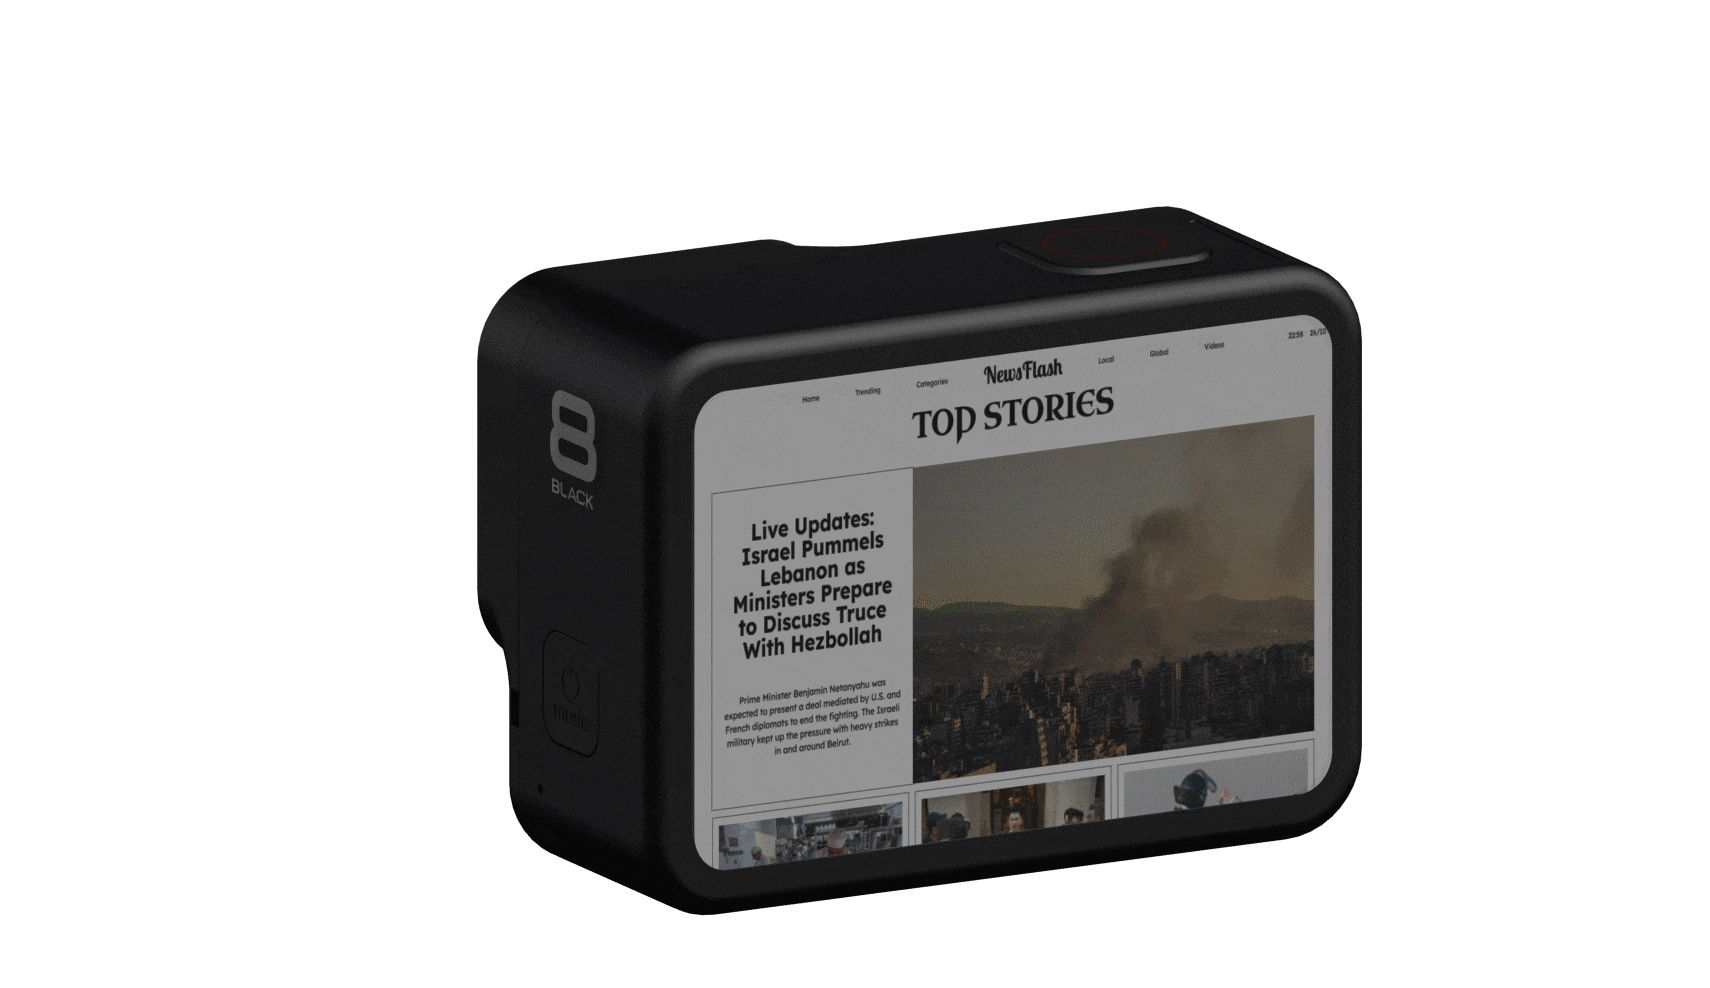 8
BLACK
mode
Home Trending Categories NewsFlash Local Global Videos 22:58 26/10
TOP STORIES
Live Updates:
Israel Pummels
Lebanon as
Ministers Prepare
to Discuss Truce
With Hezbollah
Prime Minister Benjamin Netanyahu was
expected to present a deal mediated by U.S. and
French diplomats to end the fighting. The Israeli
military kept up the pressure with heavy strikes
in and around Beirut.